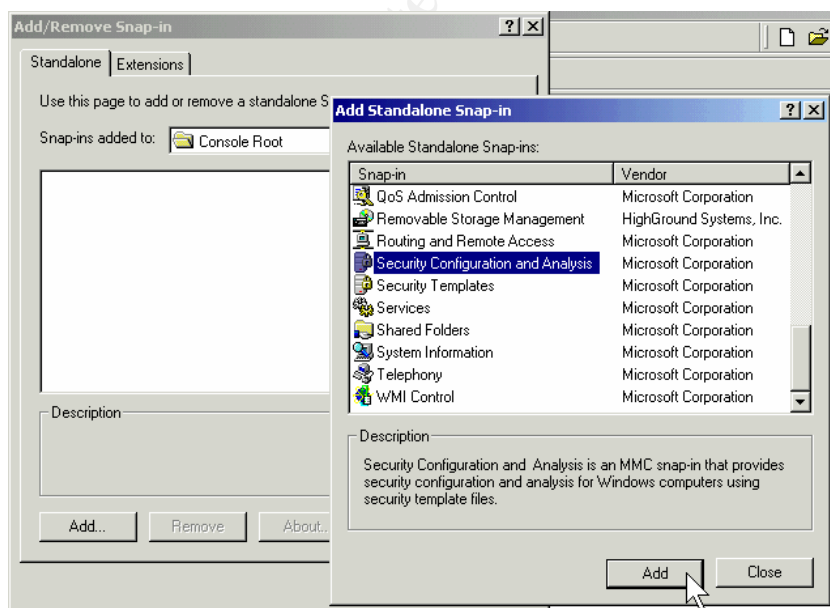 Add/Remove Snap-in
Standalone
Extensions
Use this page to add or remove a standalone
Snap-ins added to:
Console Root
Description
Add...
Remove
About..
Add Standalone Snap-in
Available Standalone Snap-ins:
Snap-in Vendor
QoS Admission Control Microsoft Corporation
Removable Storage Management HighGround Systems, Inc.
Routing and Remote Access Microsoft Corporation
Security Configuration and Analysis Microsoft Corporation
Security Templates Microsoft Corporation
Services Microsoft Corporation
Shared Folders Microsoft Corporation
System Information Microsoft Corporation
Telephony Microsoft Corporation
WMI Control Microsoft Corporation
Description
Security Configuration and Analysis is an MMC snap-in that provides
security configuration and analysis for Windows computers using
security template files.
Add
Close